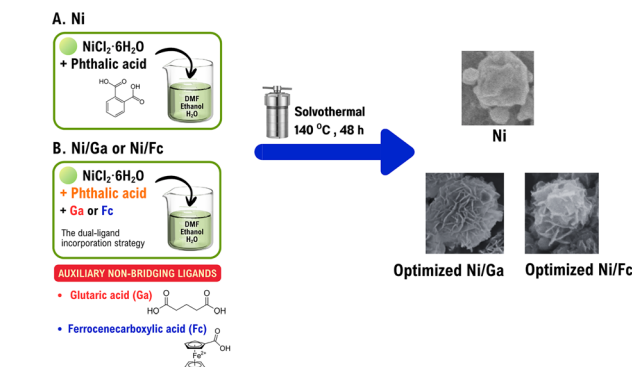 A. Ni
NiCl₂·6H₂O
+ Phthalic acid
HO
O
OH
O
DMF
Ethanol
H₂O
B. Ni/Ga or Ni/Fc
NiCl₂·6H₂O
+ Phthalic acid
+ Ga or Fc
The dual-ligand
incorporation strategy
DMF
Ethanol
H₂O
AUXILIARY NON-BRIDGING LIGANDS
• Glutaric acid (Ga)
O
O
HO
OH
• Ferrocenecarboxylic acid (Fc)
O
OH
Fe²⁺
Solvothermal
140 ⁰C , 48 h
Ni
Optimized Ni/Ga
Optimized Ni/Fc